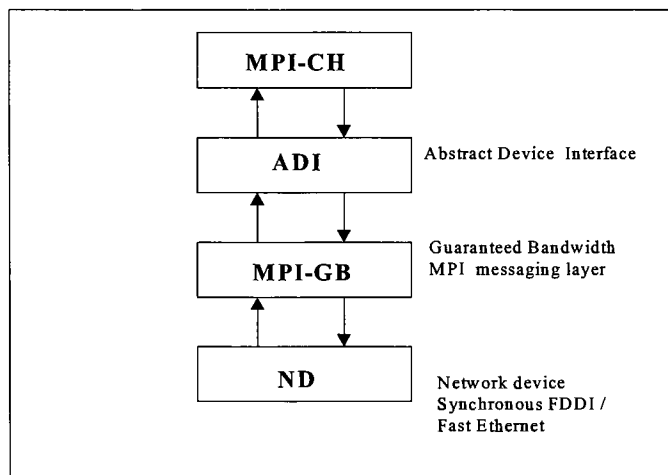 MPI-CH
ADI
Abstract Device Interface
MPI-GB
Guaranteed Bandwidth
MPI messaging layer
ND
Network device
Synchronous FDDI /
Fast Ethernet